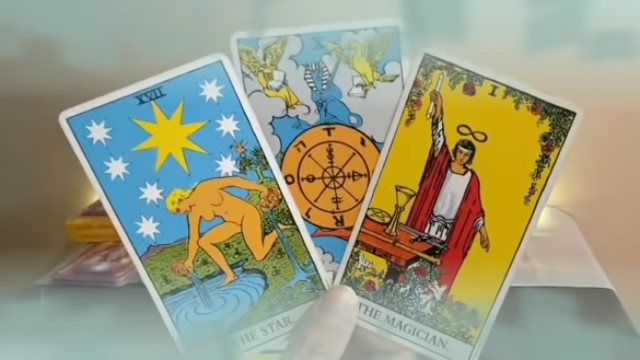 XVII
X
I
HE STAR
THE MAGICIAN.